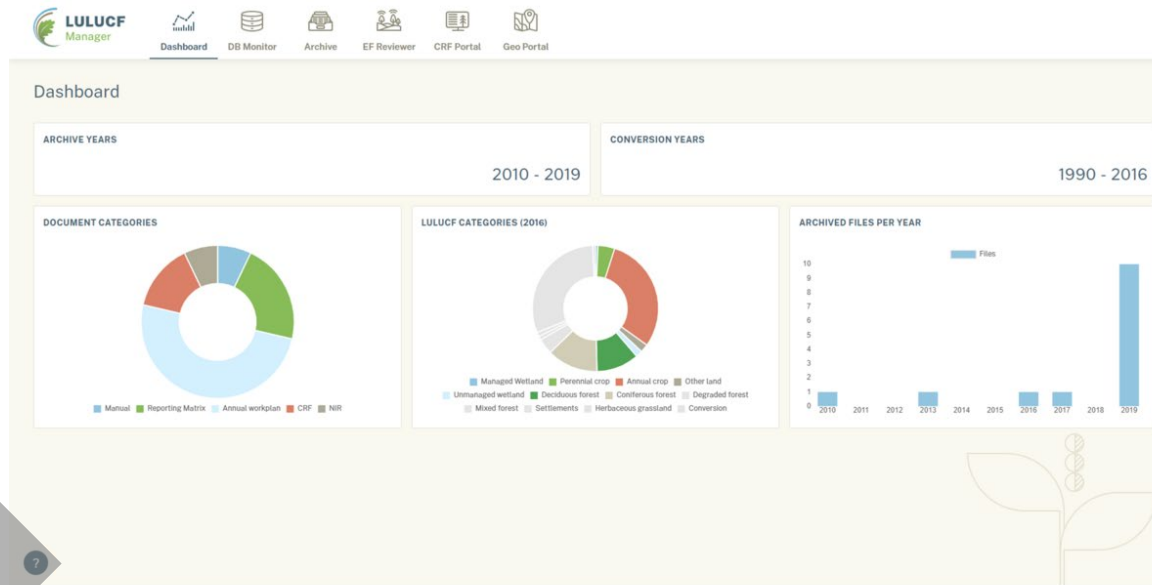 LULUCF
Manager
Dashboard DB Monitor Archive EF Reviewer CRF Portal Geo Portal
Dashboard
ARCHIVE YEARS
2010 - 2019
CONVERSION YEARS
1990 - 2016
DOCUMENT CATEGORIES
Manual Reporting Matrix Annual workplan CRF NIR
LULUCF CATEGORIES (2016)
Managed Wetland Perennial crop Annual crop Other land
Unmanaged wetland Deciduous forest Coniferous forest Degraded forest
Mixed forest Settlements Herbaceous grassland Conversion
ARCHIVED FILES PER YEAR
Files
10
9
8
7
6
5
4
3
2
1
0
2010 2011 2012 2013 2014 2015 2016 2017 2018 2019
?